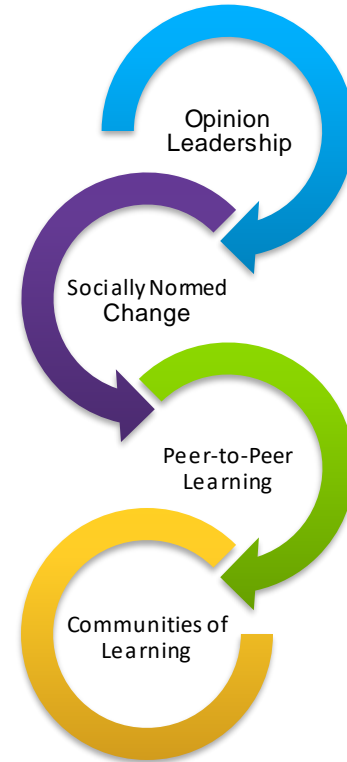 Opinion
Leadership
Socially Normed
Change
Peer-to-Peer
Learning
Communities of
Learning